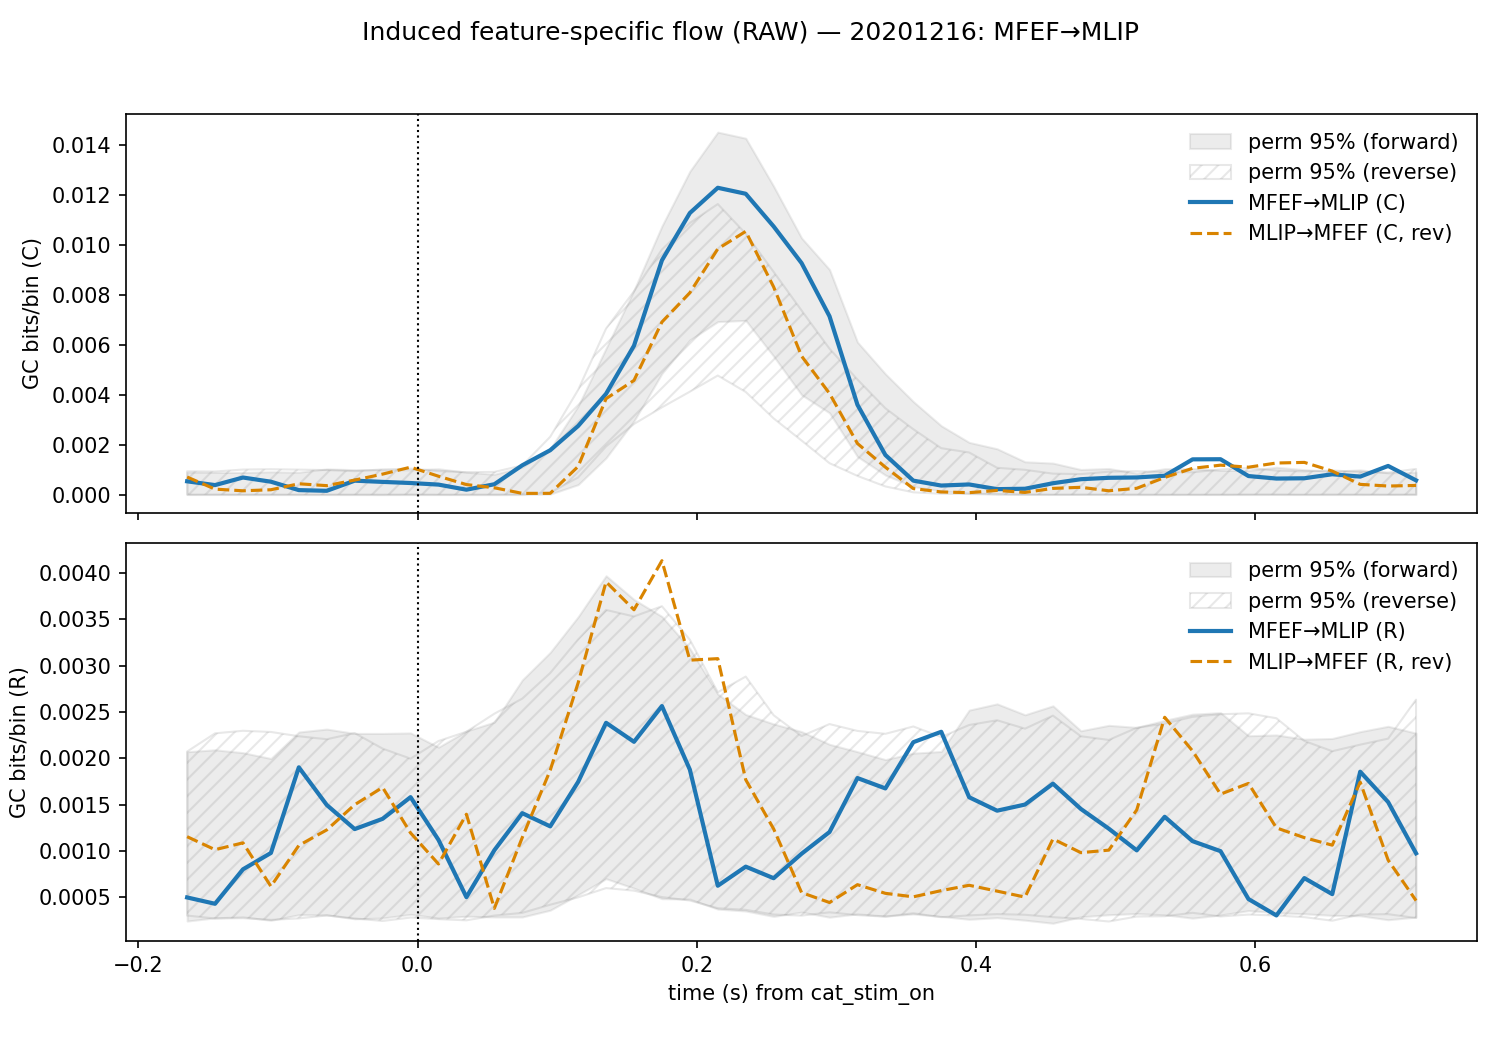 Induced feature-specific flow (RAW) — 20201216: MFEF→MLIP
GC bits/bin (C)
0.014
0.012
0.010
0.008
0.006
0.004
0.002
0.000
perm 95% (forward)
perm 95% (reverse)
MFEF→MLIP (C)
MLIP→MFEF (C, rev)
GC bits/bin (R)
0.0040
0.0035
0.0030
0.0025
0.0020
0.0015
0.0010
0.0005
perm 95% (forward)
perm 95% (reverse)
MFEF→MLIP (R)
MLIP→MFEF (R, rev)
−0.2 0.0 0.2 0.4 0.6
time (s) from cat_stim_on